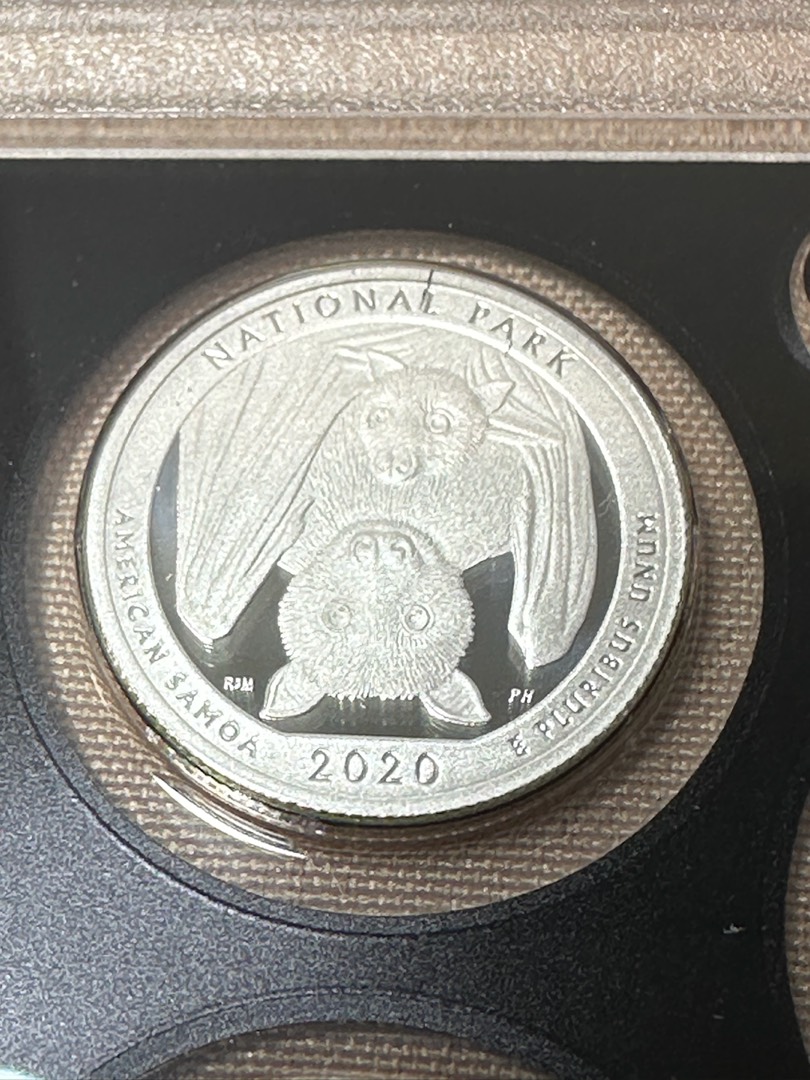 NATIONAL PARK
AMERICAN SAMOA
E PLURIBUS UNUM
RJM
PH
2020